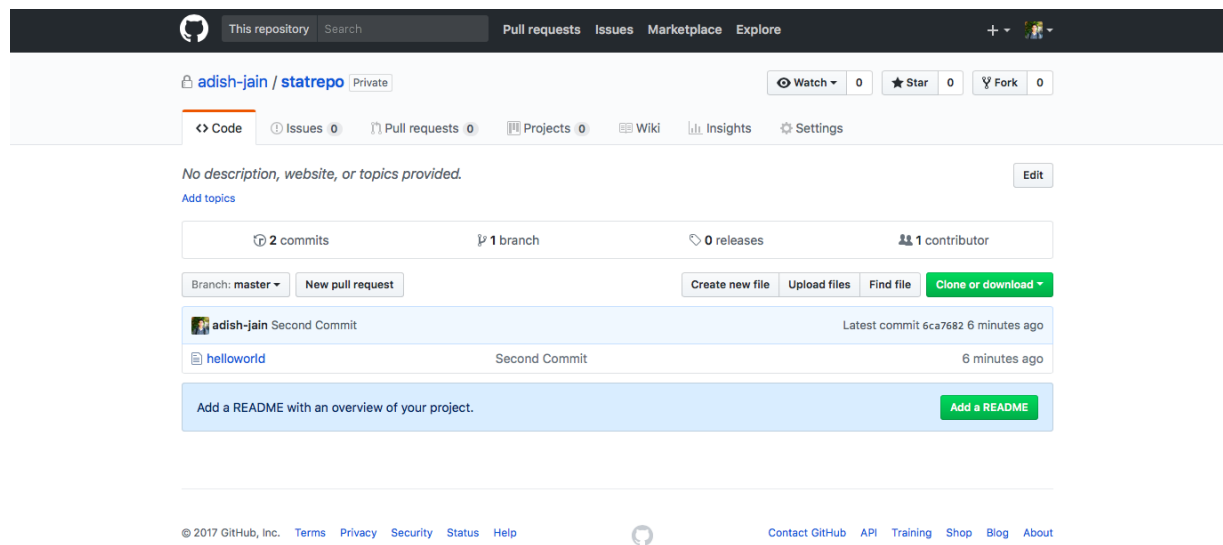 This repository Search Pull requests Issues Marketplace Explore
adish-jain / statrepo Private Watch 0 Star 0 Fork 0
Code Issues 0 Pull requests 0 Projects 0 Wiki Insights Settings
No description, website, or topics provided. Edit
Add topics
2 commits 1 branch 0 releases 1 contributor
Branch: master New pull request Create new file Upload files Find file Clone or download
adish-jain Second Commit Latest commit 6ca7682 6 minutes ago
helloworld Second Commit 6 minutes ago
Add a README with an overview of your project. Add a README
© 2017 GitHub, Inc. Terms Privacy Security Status Help Contact GitHub API Training Shop Blog About